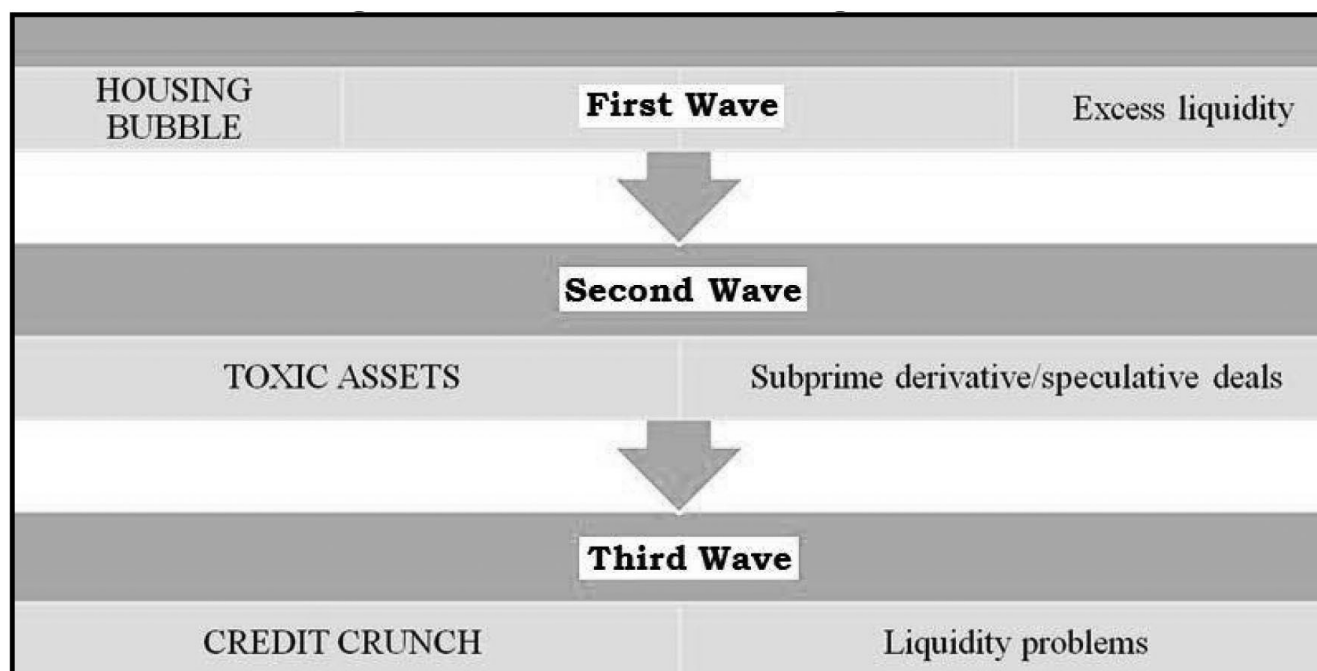 HOUSING
BUBBLE
First Wave
Excess liquidity
Second Wave
TOXIC ASSETS
Subprime derivative/speculative deals
Third Wave
CREDIT CRUNCH
Liquidity problems